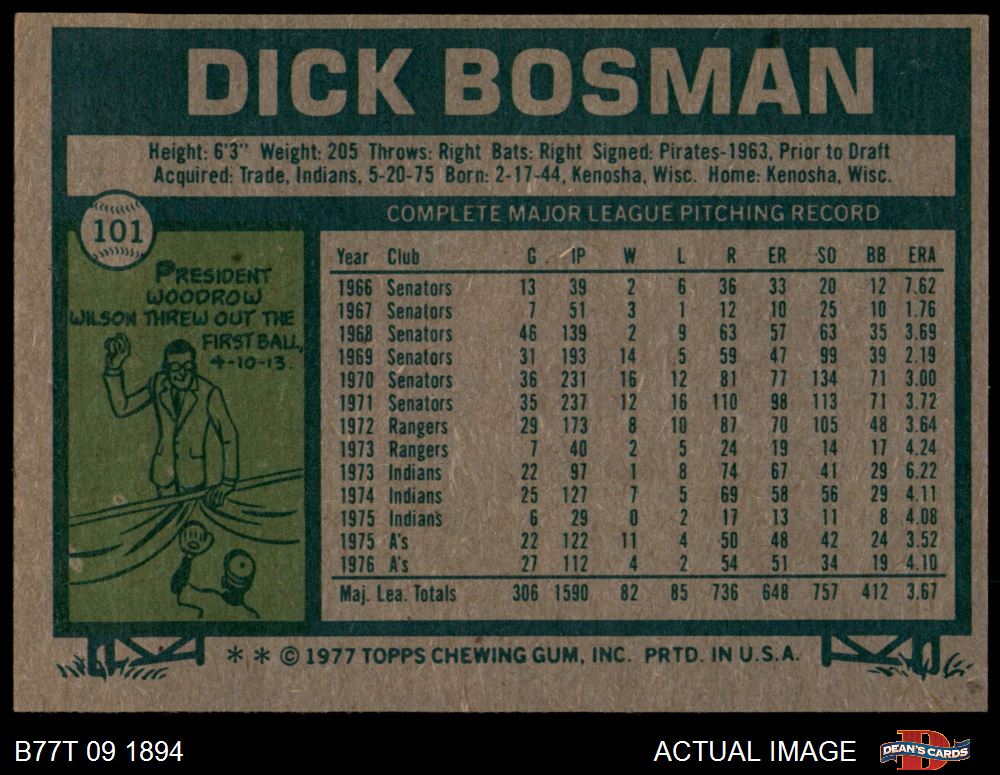 DICK BOSMAN
Height: 6'3" Weight: 205 Throws: Right Bats: Right Signed: Pirates-1963, Prior to Draft
Acquired: Trade, Indians, 5-20-75 Born: 2-17-44, Kenosha, Wisc. Home: Kenosha, Wisc.
101
PRESIDENT
WOODROW
WILSON THREW OUT THE
FIRST BALL,
4-10-13.
COMPLETE MAJOR LEAGUE PITCHING RECORD
Year Club G. IP W L R ER SO BB ERA
1966 Senators 13 39 2 6 36 33 20 12 7.62
1967 Senators 7 51 3 1 12 10 25 10 1.76
1968 Senators 46 139 2 9 63 57 63 35 3.69
1969 Senators 31 193 14 5 59 47 99 39 2.19
1970 Senators 36 231 16 12 81 77 134 71 3.00
1971 Senators 35 237 12 16 110 98 113 71 3.72
1972 Rangers 29 173 8 10 87 70 105 48 3.64
1973 Rangers 7 40 2 5 24 19 14 17 4.24
1973 Indians 22 97 1 8 74 67 41 29 6.22
1974 Indians 25 127 7 5 69 58 56 29 4.11
1975 Indians 6 29 0 2 17 13 11 8 4.08
1975 A's 22 122 11 4 50 48 42 24 3.52
1976 A's 27 112 4 2 54 51 34 19 4.10
Maj. Lea. Totals 306 1590 82 85 736 648 757 412 3.67
** © 1977 TOPPS CHEWING GUM, INC. PRTD. IN U.S.A.
B77T 09 1894
ACTUAL IMAGE
D
DEAN'S CARDS